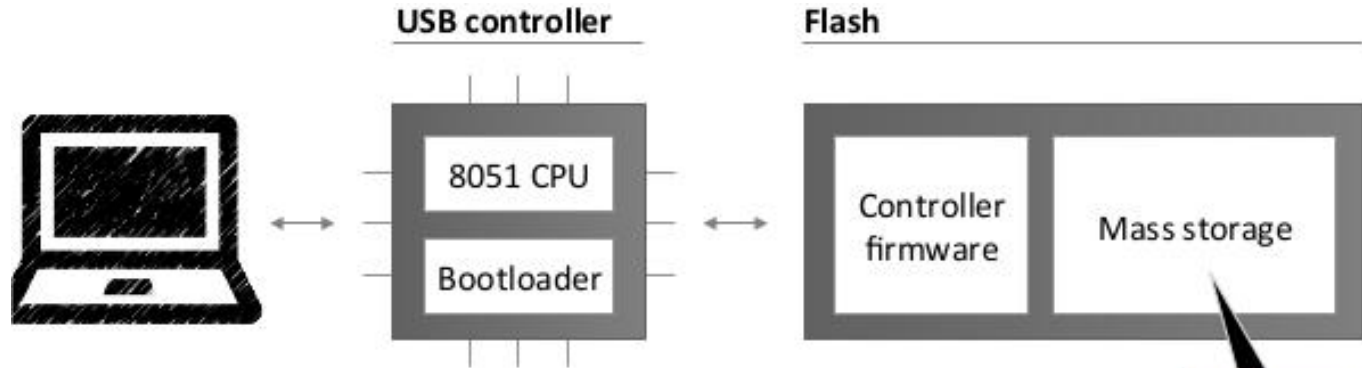 USB controller
Flash
8051 CPU
Bootloader
Controller
firmware
Mass storage